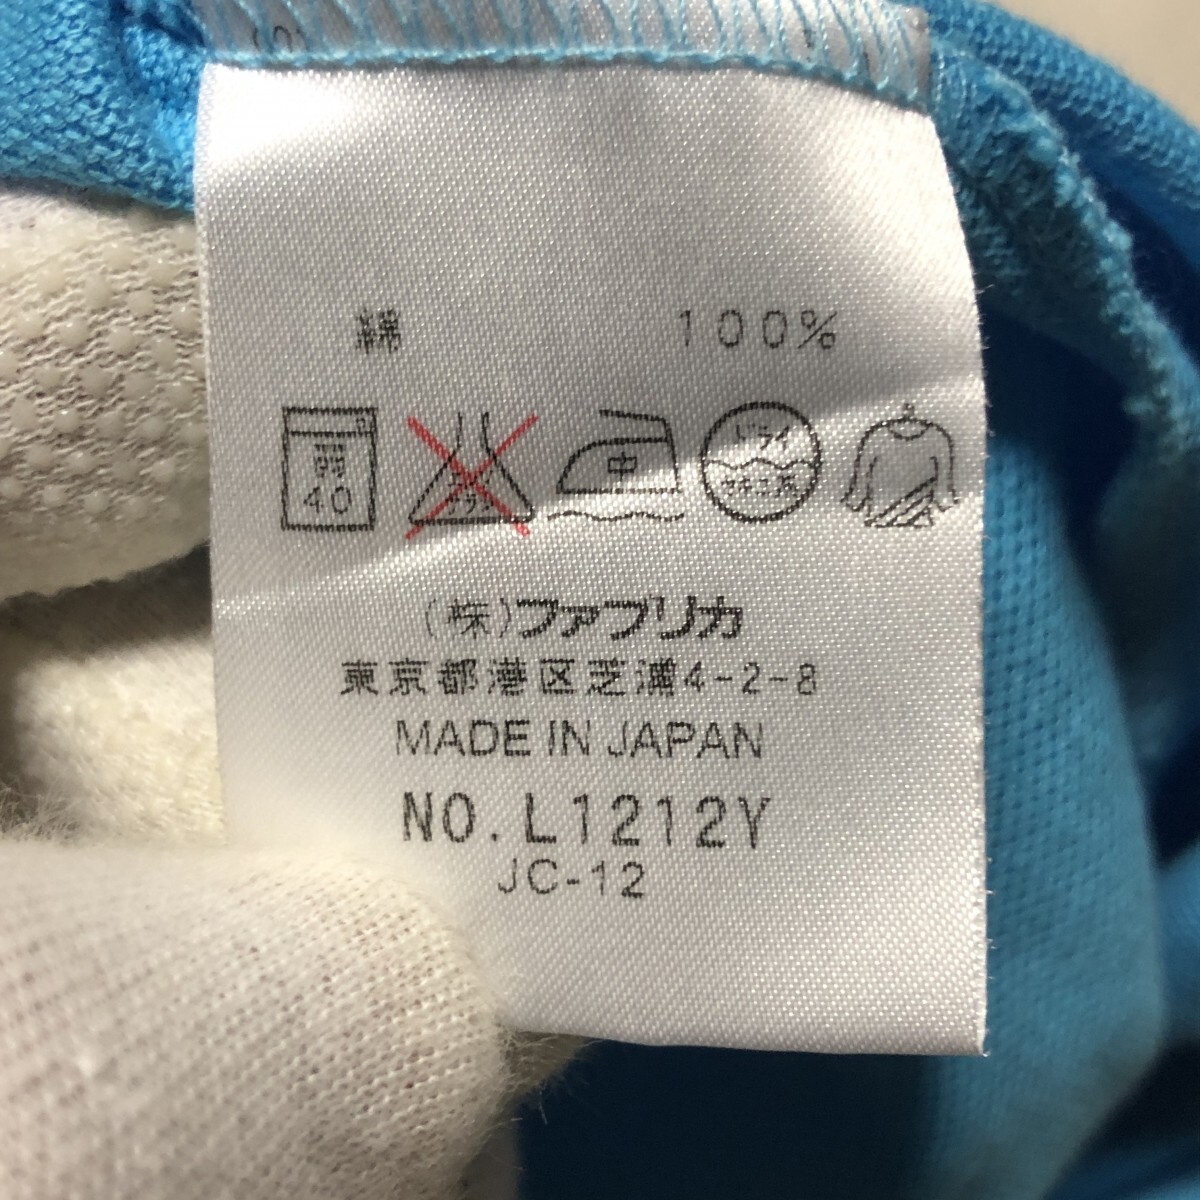 綿 100%
弱
40
中
ドライ
(株)ファブリカ
東京都港区芝浦4-2-8
MADE IN JAPAN
NO. L1212Y
JC-12